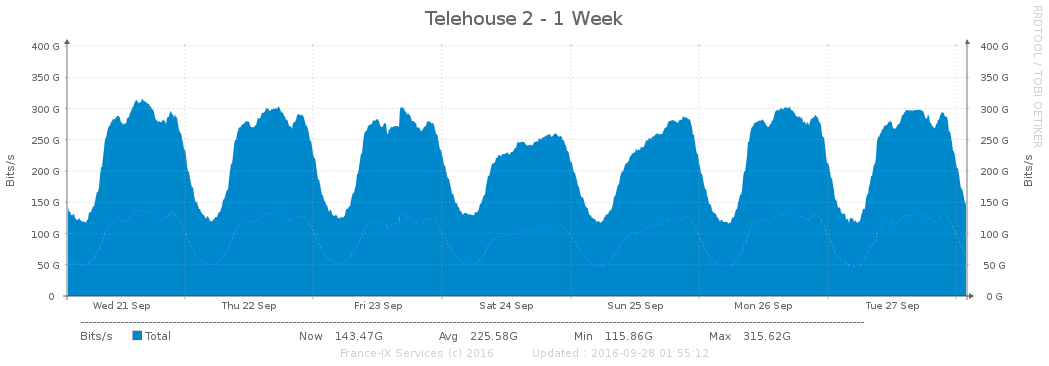 Telehouse 2 - 1 Week
RRDTOOL / TOBI OETIKER
400 G 400 G
350 G 350 G
300 G 300 G
250 G 250 G
200 G 200 G
150 G 150 G
100 G 100 G
50 G 50 G
0 0 G
Bits/s
Bits/s
Wed 21 Sep Thu 22 Sep Fri 23 Sep Sat 24 Sep Sun 25 Sep Mon 26 Sep Tue 27 Sep
Bits/s Total Now 143.47G Avg 225.58G Min 115.86G Max 315.62G
France-IX Services (c) 2016 Updated : 2016-09-28 01:55:12